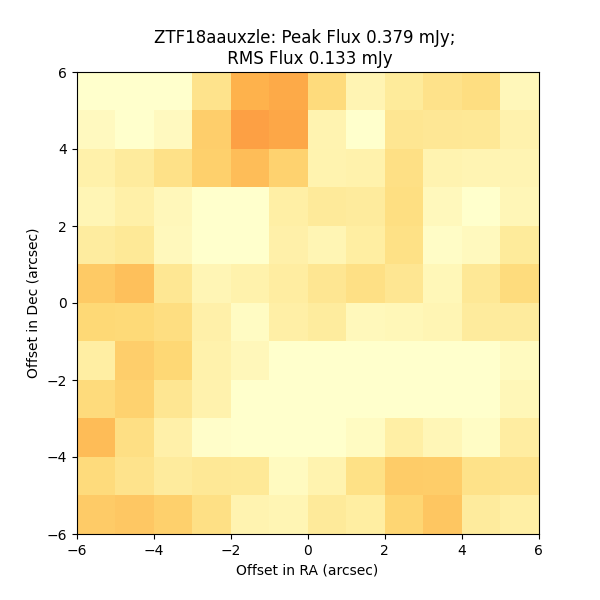 ZTF18aauxzle: Peak Flux 0.379 mJy;
RMS Flux 0.133 mJy
6
4
2
0
−2
−4
−6
Offset in Dec (arcsec)
−6 −4 −2 0 2 4 6
Offset in RA (arcsec)